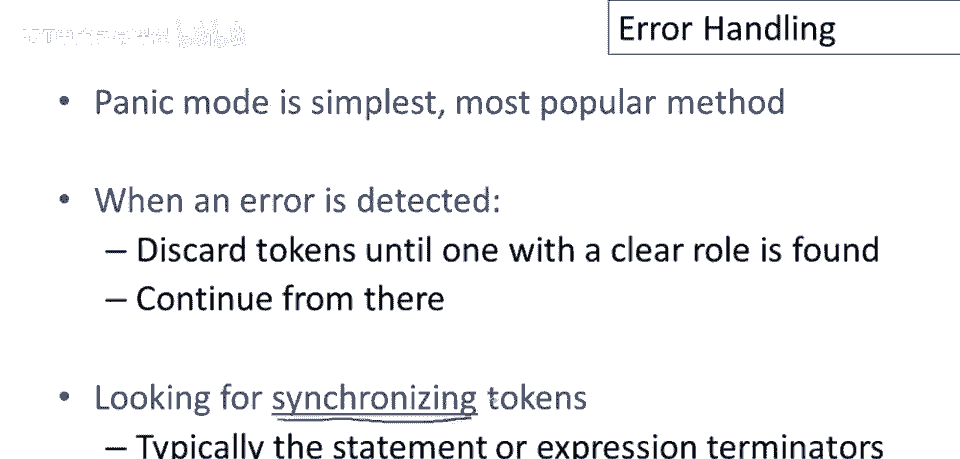 Error Handling
• Panic mode is simplest, most popular method
• When an error is detected:
– Discard tokens until one with a clear role is found
– Continue from there
• Looking for synchronizing tokens
– Typically the statement or expression terminators